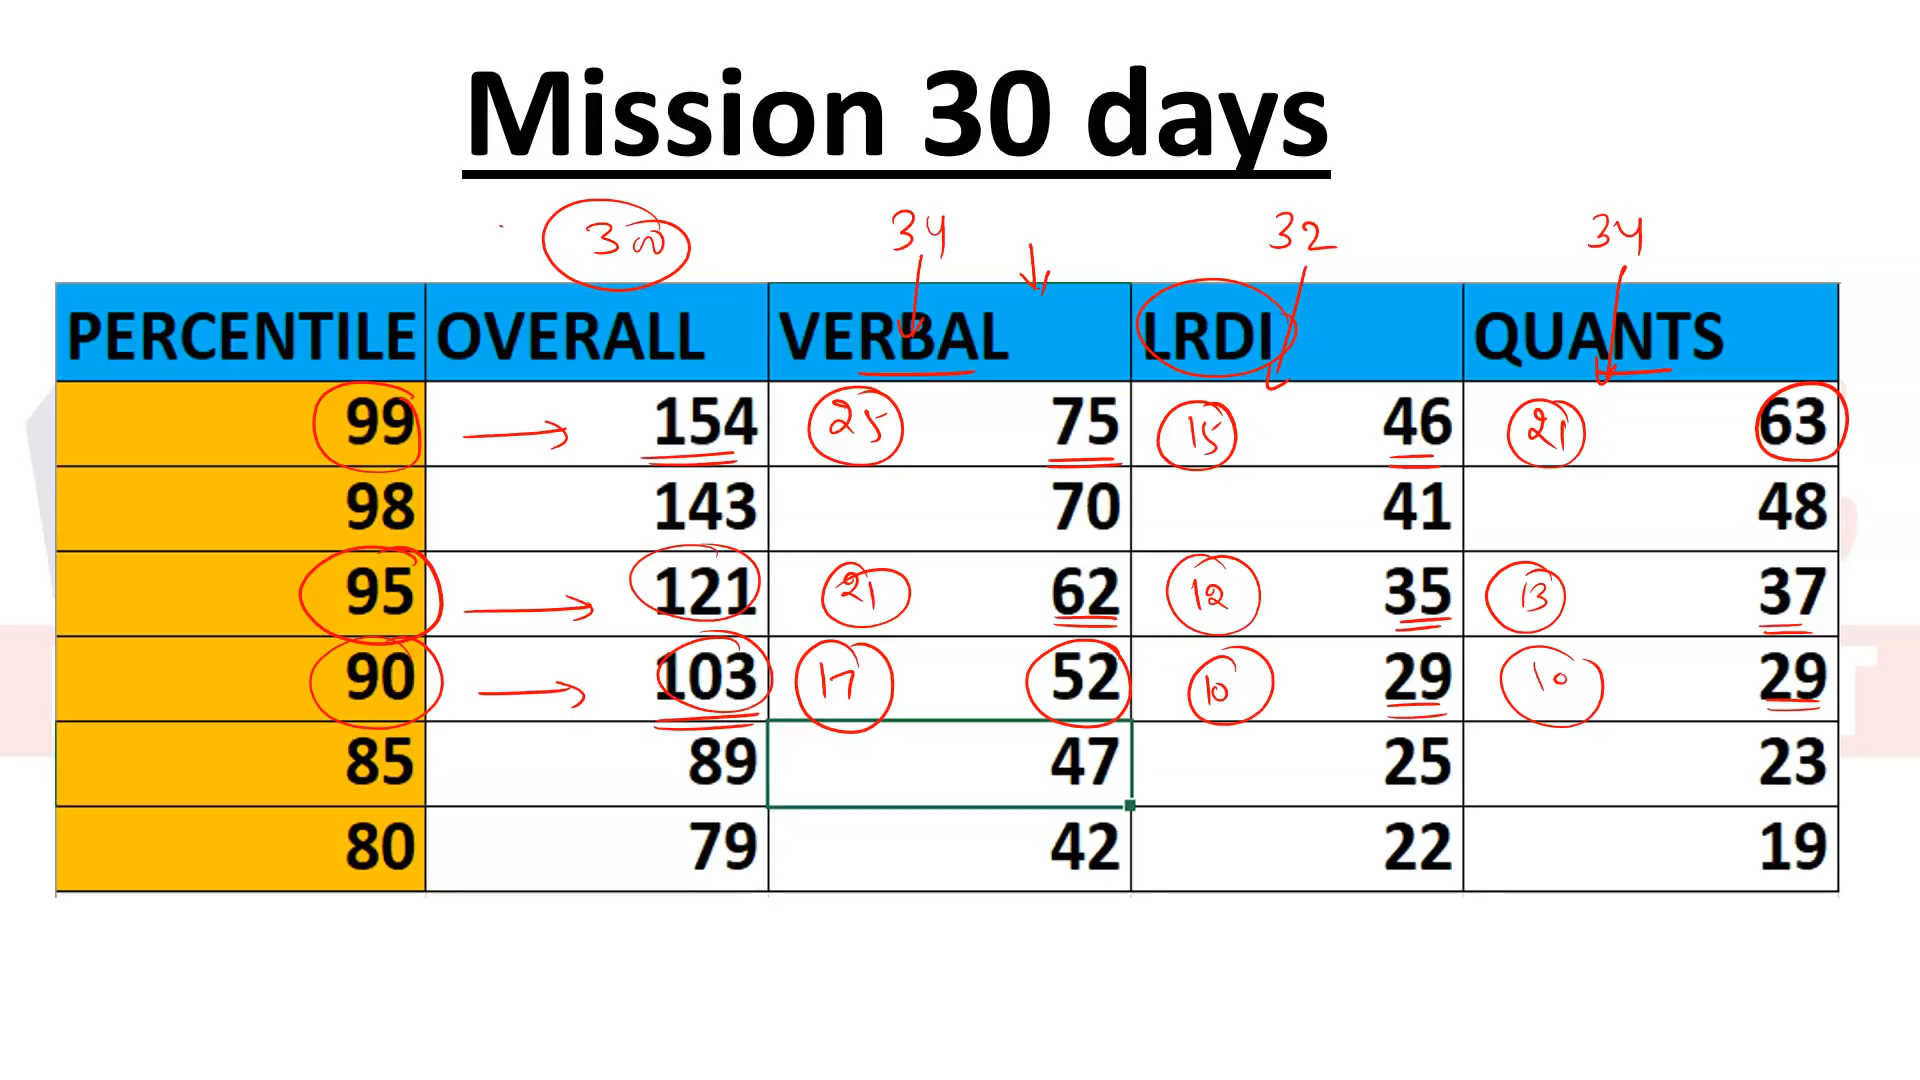 Mission 30 days
300 34 32 34
PERCENTILE OVERALL VERBAL LRDI QUANTS
99 154 25 75 15 46 21 63
98 143 70 41 48
95 121 21 62 12 35 13 37
90 103 17 52 10 29 10 29
85 89 47 25 23
80 79 42 22 19